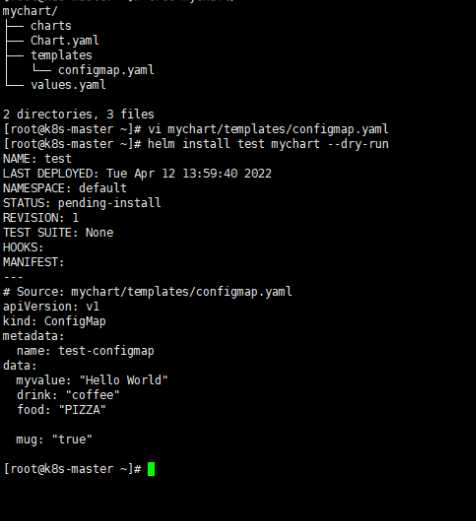 mychart/
├── charts
├── Chart.yaml
├── templates
│   └── configmap.yaml
└── values.yaml

2 directories, 3 files
[root@k8s-master ~]# vi mychart/templates/configmap.yaml
[root@k8s-master ~]# helm install test mychart --dry-run
NAME: test
LAST DEPLOYED: Tue Apr 12 13:59:40 2022
NAMESPACE: default
STATUS: pending-install
REVISION: 1
TEST SUITE: None
HOOKS:
MANIFEST:
---
# Source: mychart/templates/configmap.yaml
apiVersion: v1
kind: ConfigMap
metadata:
  name: test-configmap
data:
  myvalue: "Hello World"
  drink: "coffee"
  food: "PIZZA"

  mug: "true"

[root@k8s-master ~]#